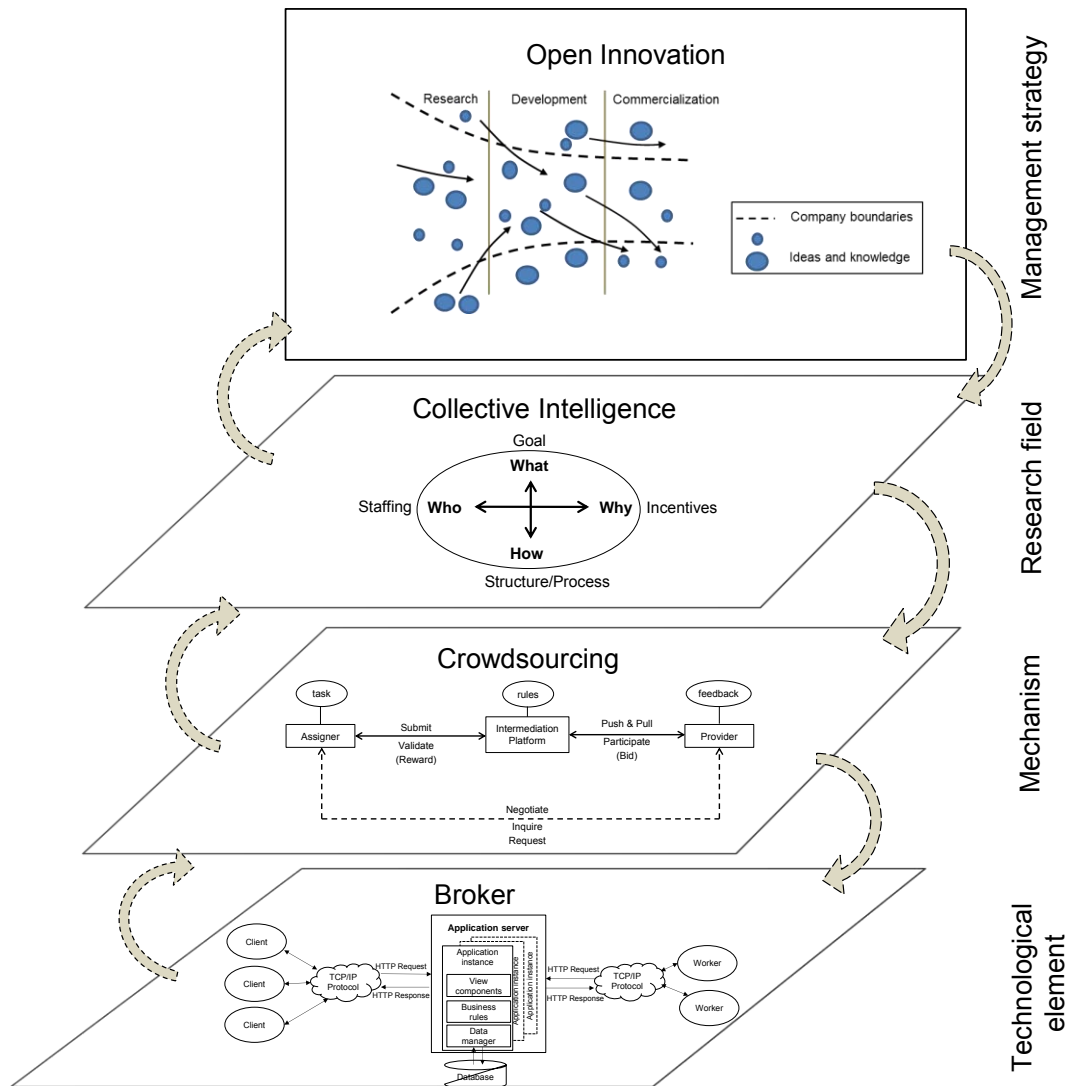 Open Innovation
Research
Development
Commercialization
Company boundaries
Ideas and knowledge
Management strategy
Collective Intelligence
Goal
What
Staffing
Who
Why
Incentives
How
Structure/Process
Research field
Crowdsourcing
task
rules
feedback
Assigner
Submit
Validate
(Reward)
Intermediation
Platform
Push & Pull
Participate
(Bid)
Provider
Negotiate
Inquire
Request
Mechanism
Broker
Application server
Client
Client
Client
TCP/IP
Protocol
HTTP Request
HTTP Response
Application
instance
View
components
Business
rules
Data
manager
Application instance
Application instance
Database
HTTP Request
HTTP Response
TCP/IP
Protocol
Worker
Worker
Technological
element